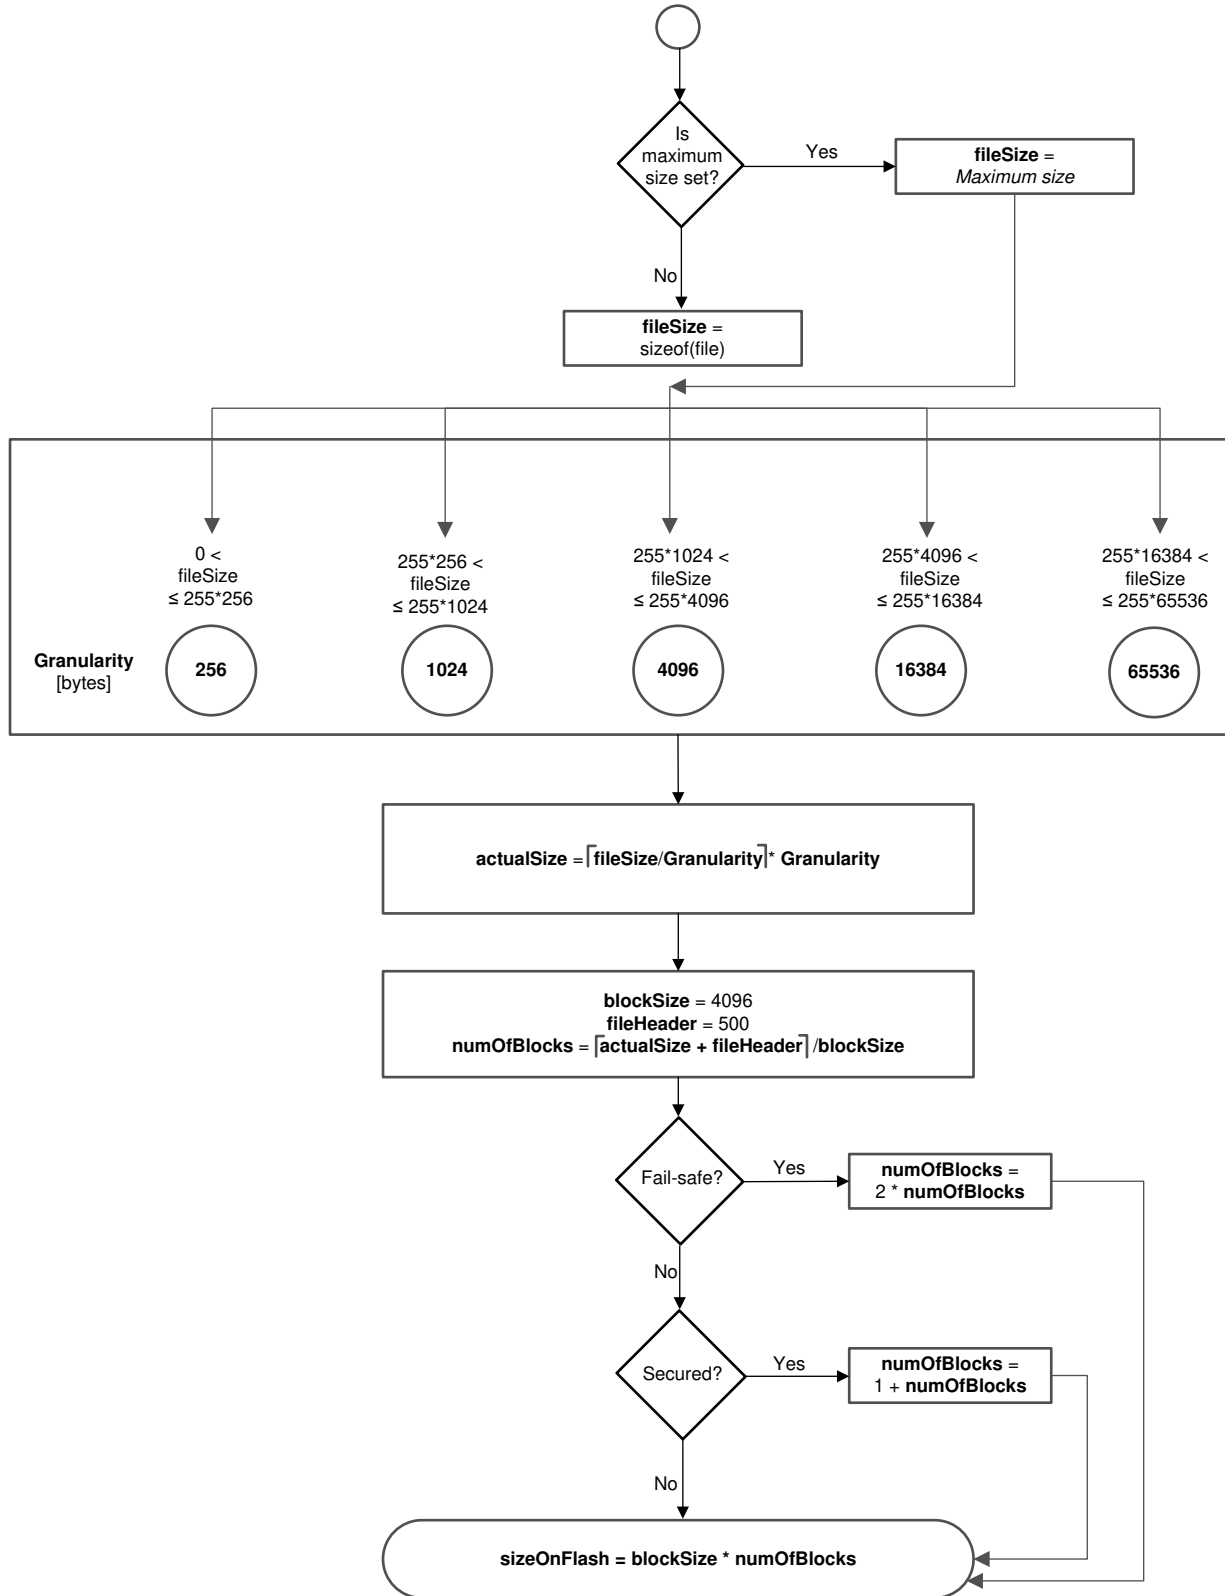 Is
maximum
size set?
Yes
fileSize =
Maximum size
No
fileSize =
sizeof(file)
0 <
fileSize
≤ 255*256
255*256 <
fileSize
≤ 255*1024
255*1024 <
fileSize
≤ 255*4096
255*4096 <
fileSize
≤ 255*16384
255*16384 <
fileSize
≤ 255*65536
Granularity
[bytes]
256
1024
4096
16384
65536
actualSize = ⌈fileSize/Granularity⌉ * Granularity
blockSize = 4096
fileHeader = 500
numOfBlocks = ⌈actualSize + fileHeader⌉ /blockSize
Fail-safe?
Yes
numOfBlocks =
2 * numOfBlocks
No
Secured?
Yes
numOfBlocks =
1 + numOfBlocks
No
sizeOnFlash = blockSize * numOfBlocks